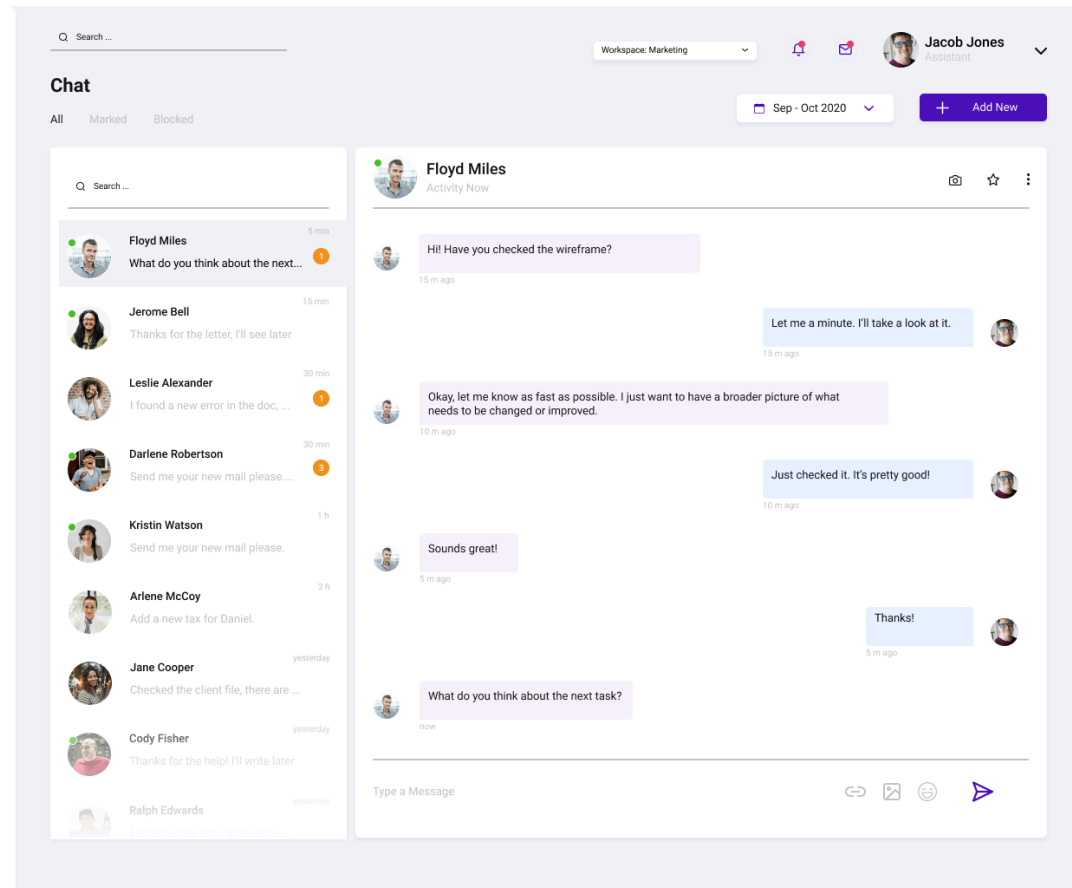 Search ...
Workspace: Marketing
Jacob Jones
Assistant
Chat
Sep - Oct 2020
Add New
All
Marked
Blocked
Search ...
Floyd Miles
5 min
What do you think about the next...
1
Jerome Bell
15 min
Thanks for the letter, I'll see later
Leslie Alexander
30 min
I found a new error in the doc, ...
1
Darlene Robertson
30 min
Send me your new mail please....
3
Kristin Watson
1 h
Send me your new mail please.
Arlene McCoy
2 h
Add a new tax for Daniel.
Jane Cooper
yesterday
Checked the client file, there are ...
Cody Fisher
yesterday
Thanks for the help! I'll write later
Ralph Edwards
yesterday
I found a new error in the doc, ...
Floyd Miles
Activity Now
Hi! Have you checked the wireframe?
15 m ago
Let me a minute. I'll take a look at it.
15 m ago
Okay, let me know as fast as possible. I just want to have a broader picture of what
needs to be changed or improved.
10 m ago
Just checked it. It's pretty good!
10 m ago
Sounds great!
5 m ago
Thanks!
5 m ago
What do you think about the next task?
now
Type a Message